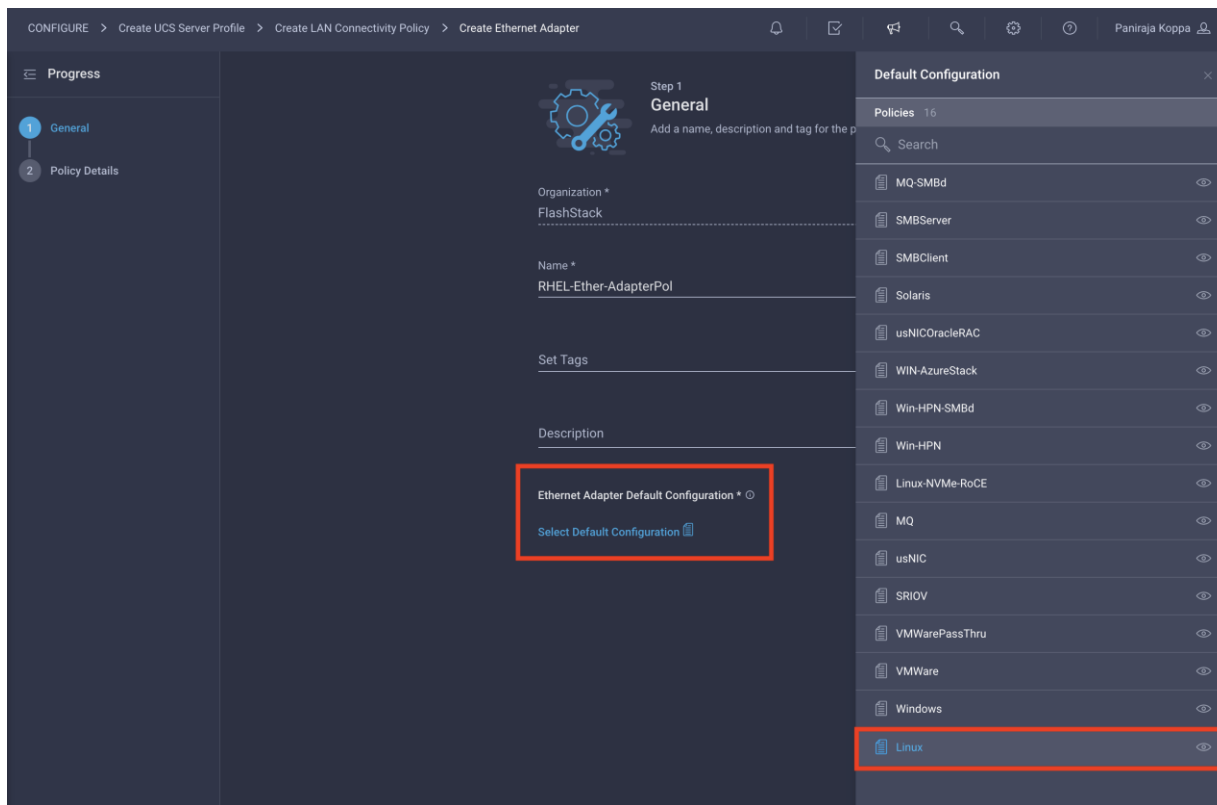 CONFIGURE > Create UCS Server Profile > Create LAN Connectivity Policy > Create Ethernet Adapter
Paniraja Koppa
Progress
1 General
2 Policy Details
Step 1
General
Add a name, description and tag for the p
Organization *
FlashStack
Name *
RHEL-Ether-AdapterPol
Set Tags
Description
Ethernet Adapter Default Configuration *
Select Default Configuration
Default Configuration
Policies 16
Search
MQ-SMBd
SMBServer
SMBClient
Solaris
usNICOracleRAC
WIN-AzureStack
Win-HPN-SMBd
Win-HPN
Linux-NVMe-RoCE
MQ
usNIC
SRIOV
VMWarePassThru
VMWare
Windows
Linux